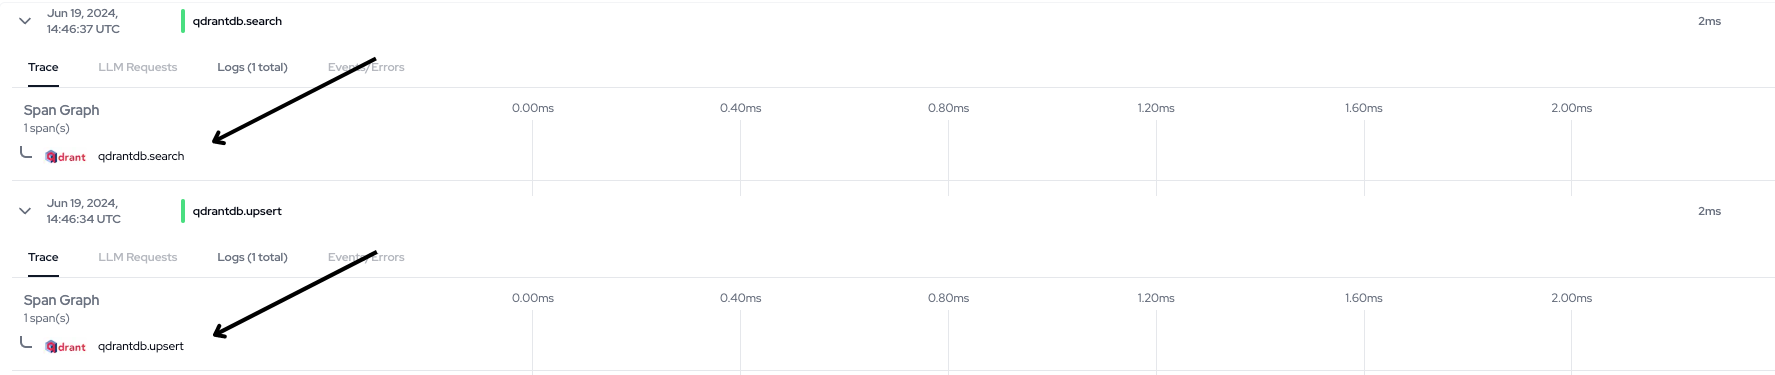 Jun 19, 2024,
14:46:37 UTC
qdrantdb.search
2ms
Trace LLM Requests Logs (1 total) Events/Errors
Span Graph
0.00ms 0.40ms 0.80ms 1.20ms 1.60ms 2.00ms
1 span(s)
drant qdrantdb.search
Jun 19, 2024,
14:46:34 UTC
qdrantdb.upsert
2ms
Trace LLM Requests Logs (1 total) Events/Errors
Span Graph
0.00ms 0.40ms 0.80ms 1.20ms 1.60ms 2.00ms
1 span(s)
drant qdrantdb.upsert